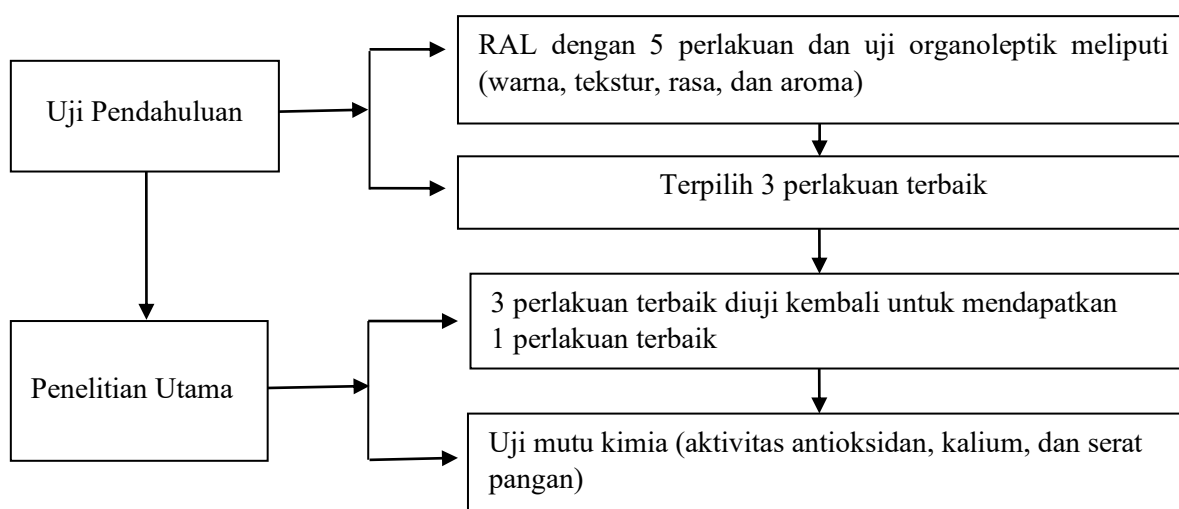 RAL dengan 5 perlakuan dan uji organoleptik meliputi
(warna, tekstur, rasa, dan aroma)
Uji Pendahuluan
Terpilih 3 perlakuan terbaik
3 perlakuan terbaik diuji kembali untuk mendapatkan
1 perlakuan terbaik
Penelitian Utama
Uji mutu kimia (aktivitas antioksidan, kalium, dan serat
pangan)